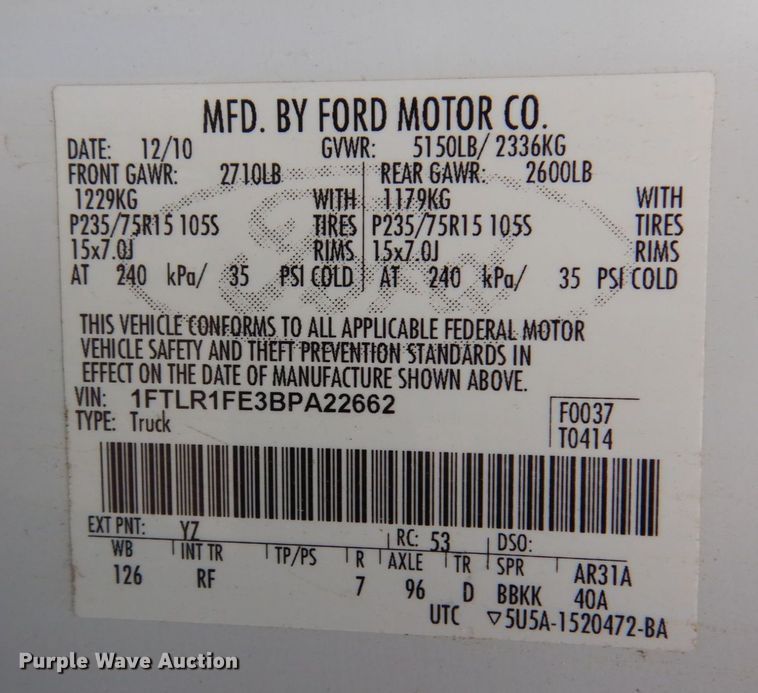 MFD. BY FORD MOTOR CO.
DATE: 12/10 GVWR: 5150LB/ 2336KG
FRONT GAWR: 2710LB REAR GAWR: 2600LB
1229KG WITH 1179KG WITH
P235/75R15 105S TIRES P235/75R15 105S TIRES
15x7.0J RIMS 15x7.0J RIMS
AT 240 kPa/ 35 PSI COLD AT 240 kPa/ 35 PSI COLD
THIS VEHICLE CONFORMS TO ALL APPLICABLE FEDERAL MOTOR
VEHICLE SAFETY AND THEFT PREVENTION STANDARDS IN
EFFECT ON THE DATE OF MANUFACTURE SHOWN ABOVE.
VIN: 1FTLR1FE3BPA22662 F0037
TYPE: Truck T0414
EXT PNT: YZ RC: 53 DSO:
WB INT TR TP/PS R AXLE TR SPR AR31A
126 RF 7 96 D BBKK 40A
UTC ▽5U5A-1520472-BA
Purple Wave Auction